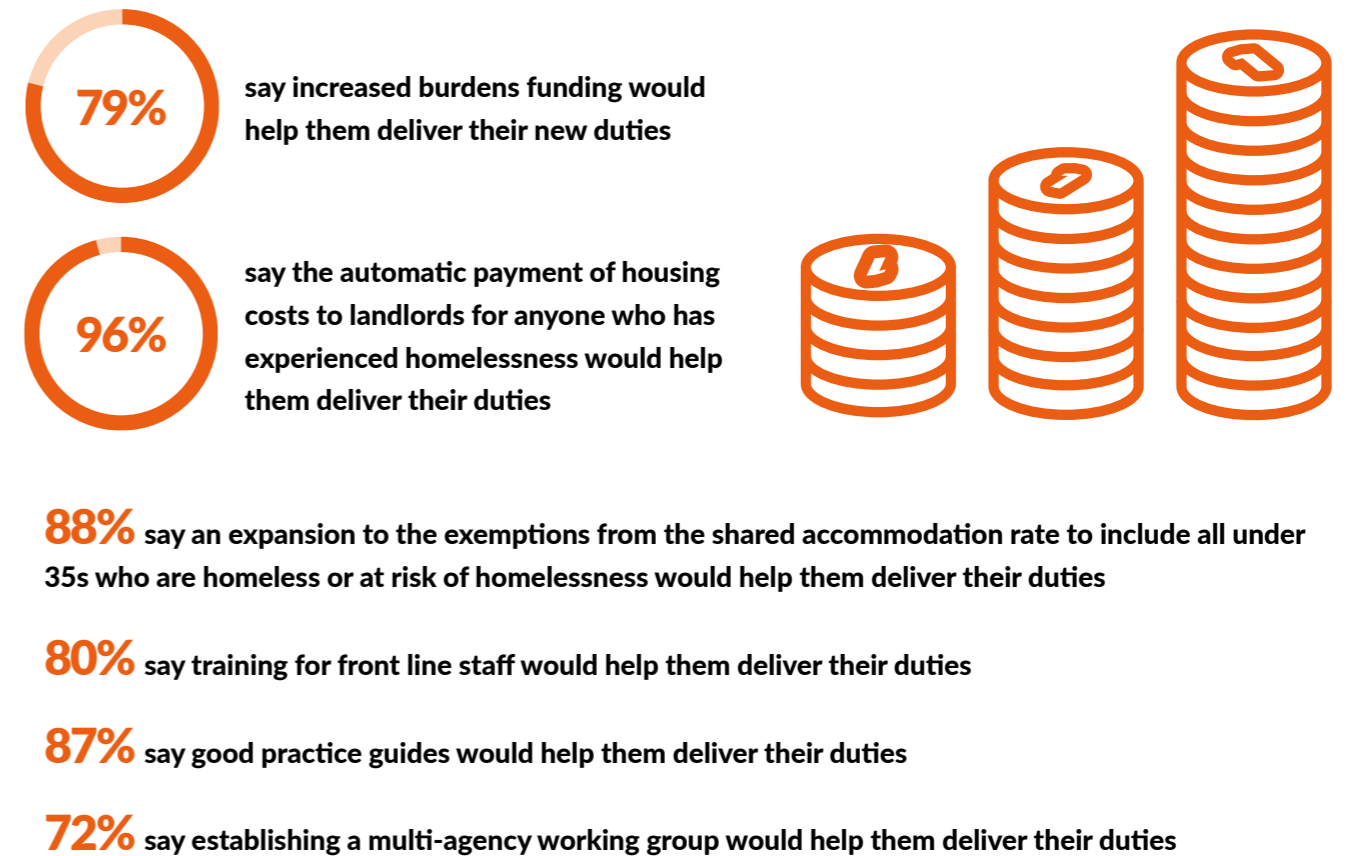 79%
say increased burdens funding would
help them deliver their new duties
96%
say the automatic payment of housing
costs to landlords for anyone who has
experienced homelessness would help
them deliver their duties
88% say an expansion to the exemptions from the shared accommodation rate to include all under
35s who are homeless or at risk of homelessness would help them deliver their duties
80% say training for front line staff would help them deliver their duties
87% say good practice guides would help them deliver their duties
72% say establishing a multi-agency working group would help them deliver their duties